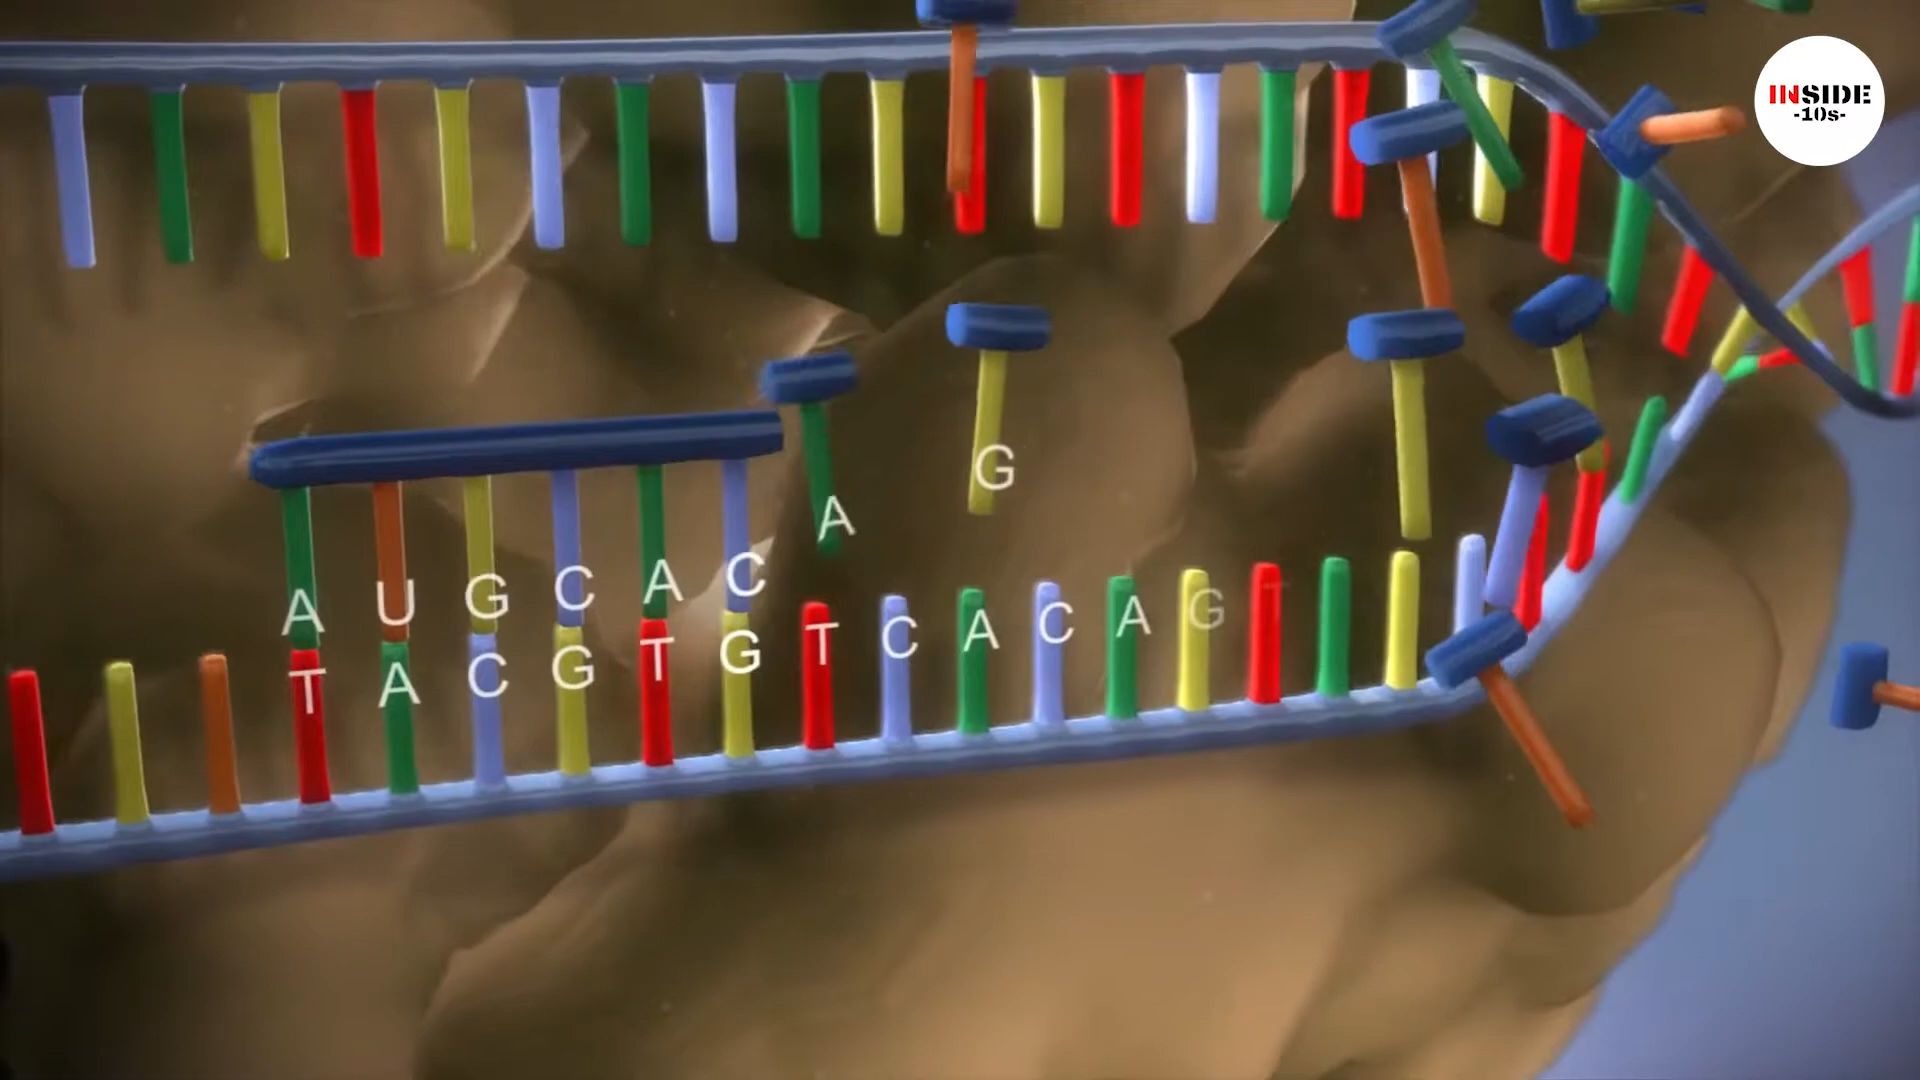 INSIDE
-10s-
G
A
A U G C A C
T A C G T G T C A C A G